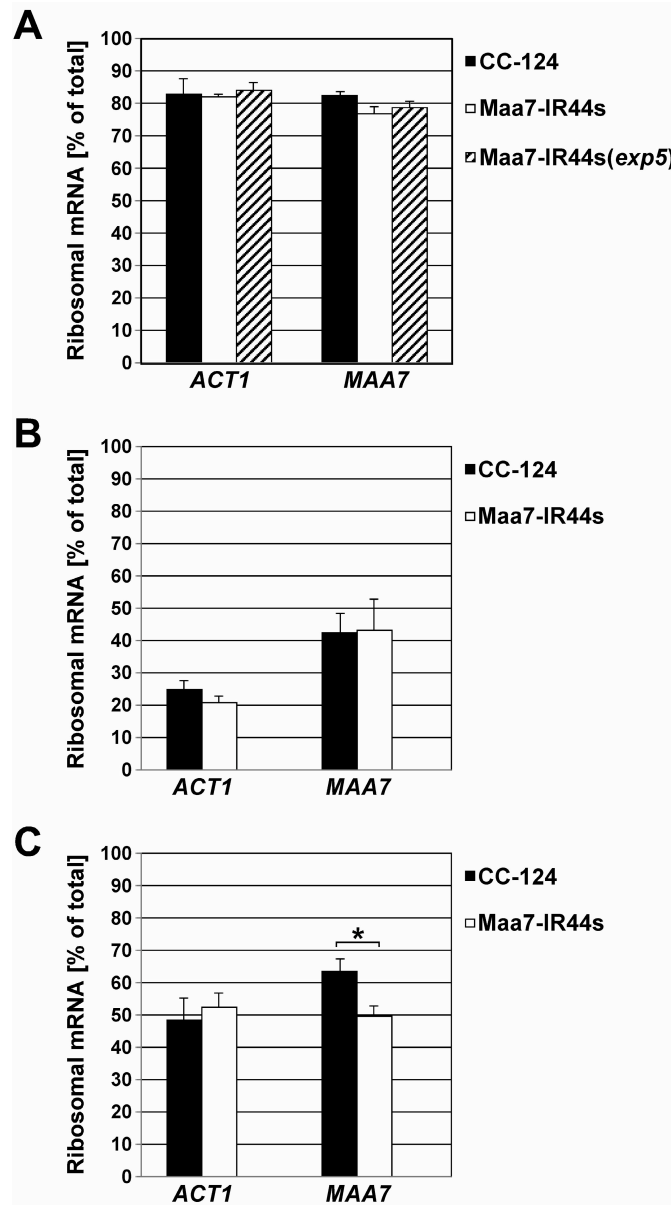 A
Ribosomal mRNA [% of total]
100
90
80
70
60
50
40
30
20
10
0
ACT1 MAA7
CC-124
Maa7-IR44s
Maa7-IR44s(exp5)
B
Ribosomal mRNA [% of total]
100
90
80
70
60
50
40
30
20
10
0
ACT1 MAA7
CC-124
Maa7-IR44s
C
Ribosomal mRNA [% of total]
100
90
80
70
60
50
40
30
20
10
0
*
ACT1 MAA7
CC-124
Maa7-IR44s